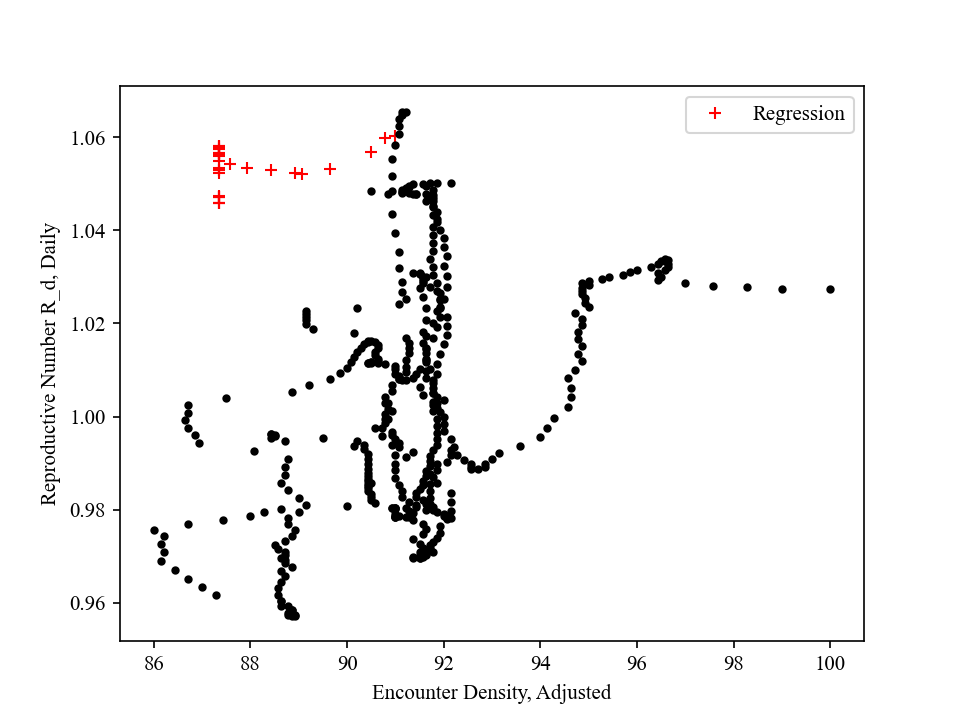 Regression
1.06
1.04
1.02
1.00
0.98
0.96
Reproductive Number R_d, Daily
86 88 90 92 94 96 98 100
Encounter Density, Adjusted